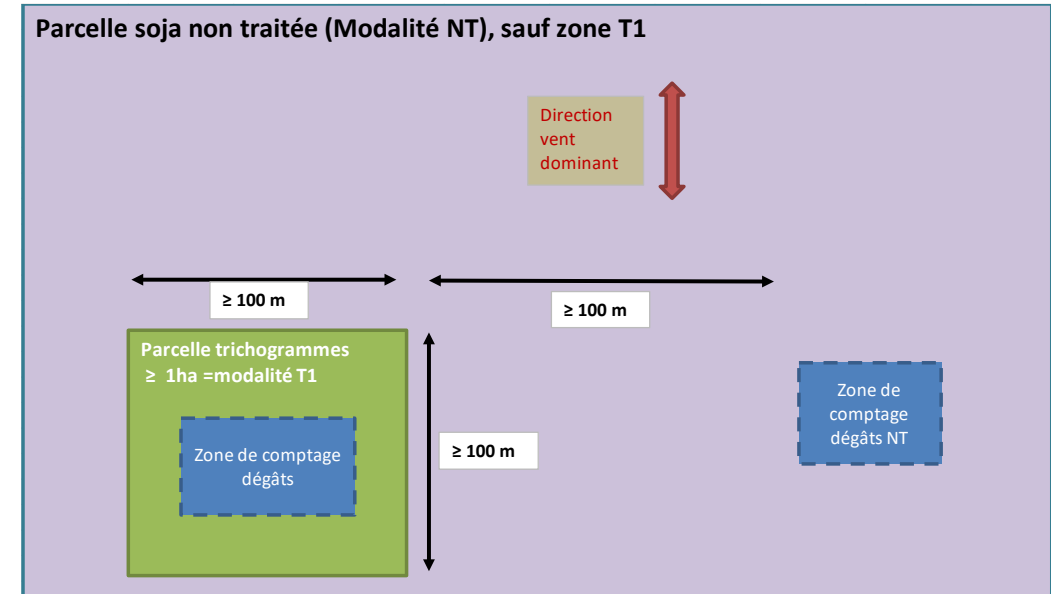 Parcelle soja non traitée (Modalité NT), sauf zone T1
Direction
vent
dominant
≥ 100 m
≥ 100 m
Parcelle trichogrammes
≥ 1ha =modalité T1
Zone de comptage
dégâts
≥ 100 m
Zone de
comptage
dégâts NT